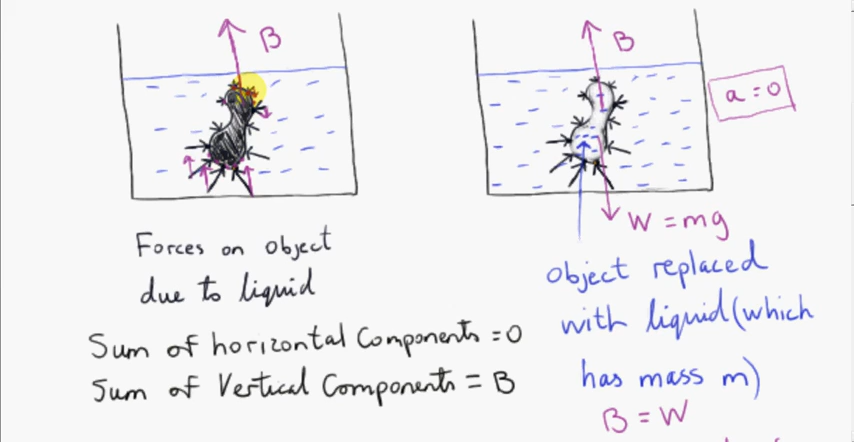 B
B
a = 0
W = mg
Forces on object
due to liquid
Sum of horizontal Components = 0
Sum of Vertical Components = B
object replaced
with liquid (which
has mass m)
B = W